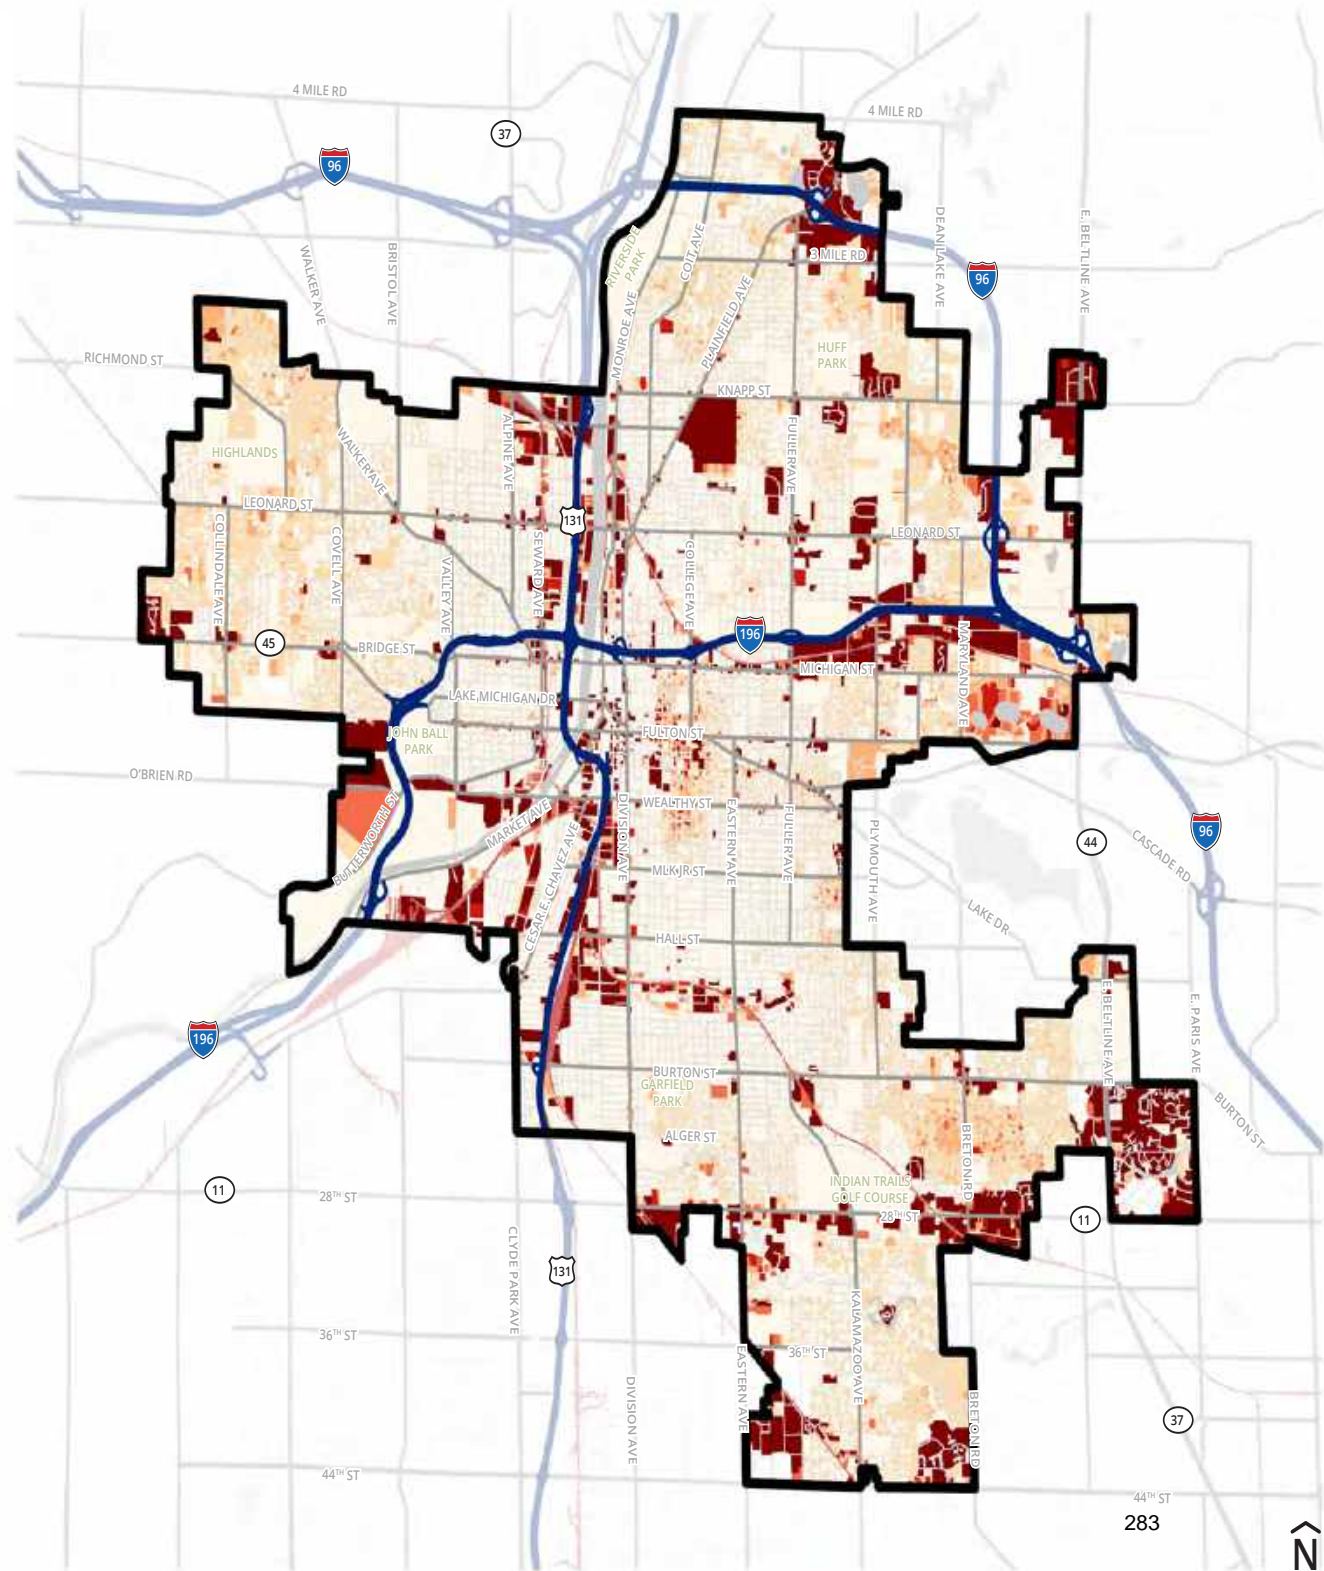 4 MILE RD
4 MILE RD
37
96
RIVERSIDE
PARK
COIT AVE
DEAN LAKE AVE
E. BELTLINE AVE
WALKER AVE
BRISTOL AVE
3 MILE RD
96
MONROE AVE
PLAINFIELD AVE
RICHMOND ST
HUFF
PARK
KNAPP ST
ALPINE AVE
FULLER AVE
HIGHLANDS
WALKER AVE
LEONARD ST
131
LEONARD ST
COLLINDALE AVE
COVELL AVE
VALLEY AVE
SEWARD AVE
COLLEGE AVE
196
45
BRIDGE ST
MARYLAND AVE
MICHIGAN ST
LAKE MICHIGAN DR
JOHN BALL
PARK
FULTON ST
O'BRIEN RD
BUTTERWORTH ST
MARKET AVE
DIVISION AVE
WEALTHY ST
EASTERN AVE
FULLER AVE
PLYMOUTH AVE
44
CASCADE RD
96
CESAR E. CHAVEZ AVE
MLK JR ST
LAKE DR
HALL ST
E. BELTLINE AVE
E. PARIS AVE
196
BURTON ST
GARFIELD
PARK
BURTON ST
ALGER ST
BRETON RD
11
28TH ST
INDIAN TRAILS
GOLF COURSE
28TH ST
11
CLYDE PARK AVE
131
KALAMAZOO AVE
36TH ST
36TH ST
EASTERN AVE
DIVISION AVE
BRETON RD
37
44TH ST
44TH ST
283
N